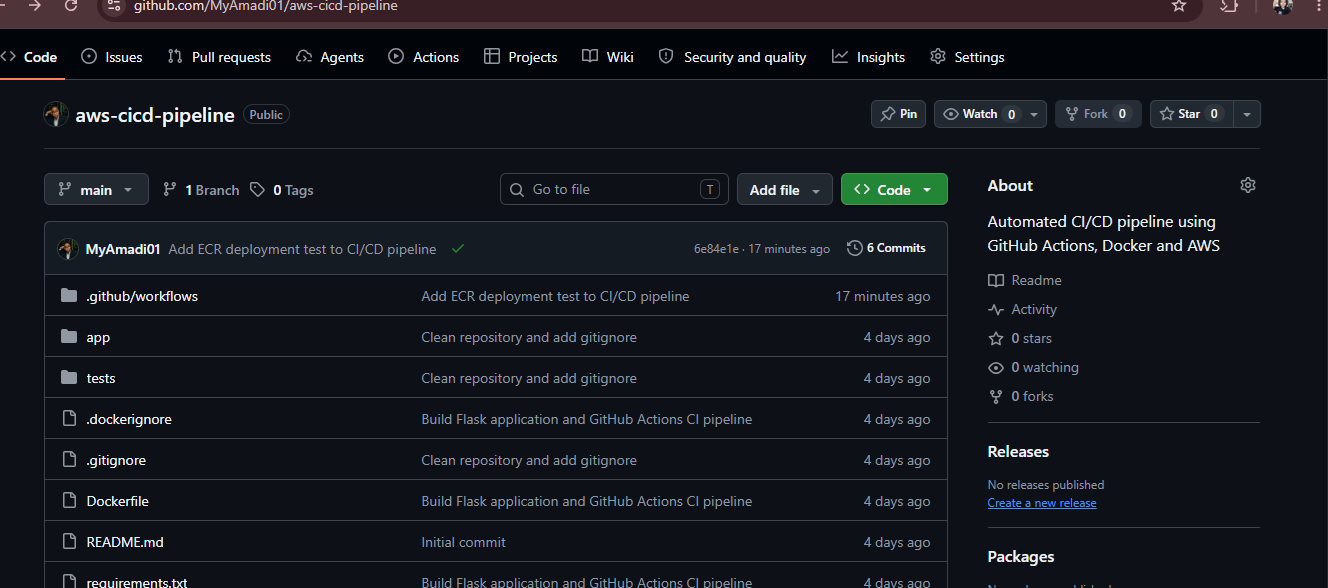 github.com/MyAmadi01/aws-cicd-pipeline
Code Issues Pull requests Agents Actions Projects Wiki Security and quality Insights Settings
aws-cicd-pipeline Public Pin Watch 0 Fork 0 Star 0
main 1 Branch 0 Tags Go to file T Add file Code
MyAmadi01 Add ECR deployment test to CI/CD pipeline 6e84e1e · 17 minutes ago 6 Commits
.github/workflows Add ECR deployment test to CI/CD pipeline 17 minutes ago
app Clean repository and add gitignore 4 days ago
tests Clean repository and add gitignore 4 days ago
.dockerignore Build Flask application and GitHub Actions CI pipeline 4 days ago
.gitignore Clean repository and add gitignore 4 days ago
Dockerfile Build Flask application and GitHub Actions CI pipeline 4 days ago
README.md Initial commit 4 days ago
requirements.txt Build Flask application and GitHub Actions CI pipeline 4 days ago
About
Automated CI/CD pipeline using
GitHub Actions, Docker and AWS
Readme
Activity
0 stars
0 watching
0 forks
Releases
No releases published
Create a new release
Packages